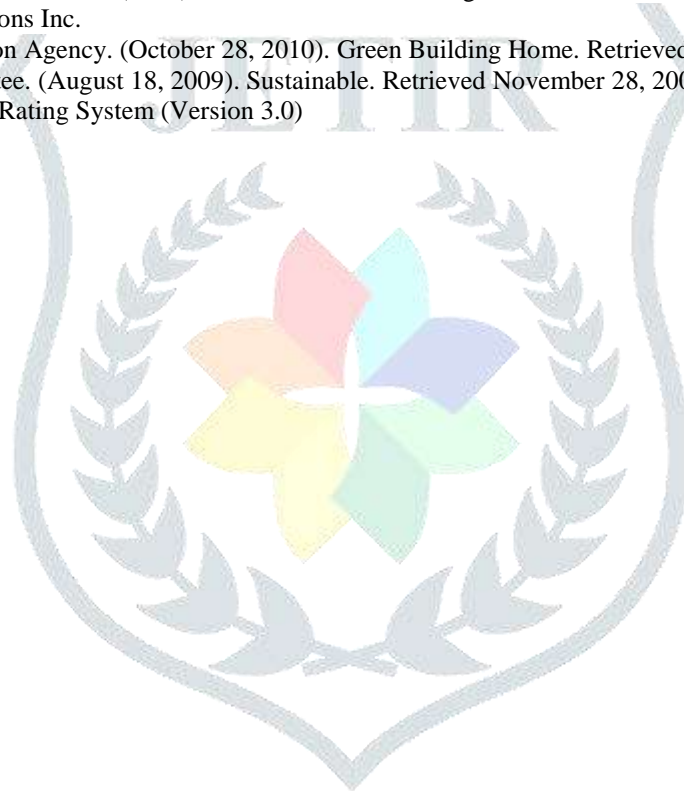 ons Inc.
on Agency. (October 28, 2010). Green Building Home. Retrieved
ee. (August 18, 2009). Sustainable. Retrieved November 28, 200
Rating System (Version 3.0)
JETIR